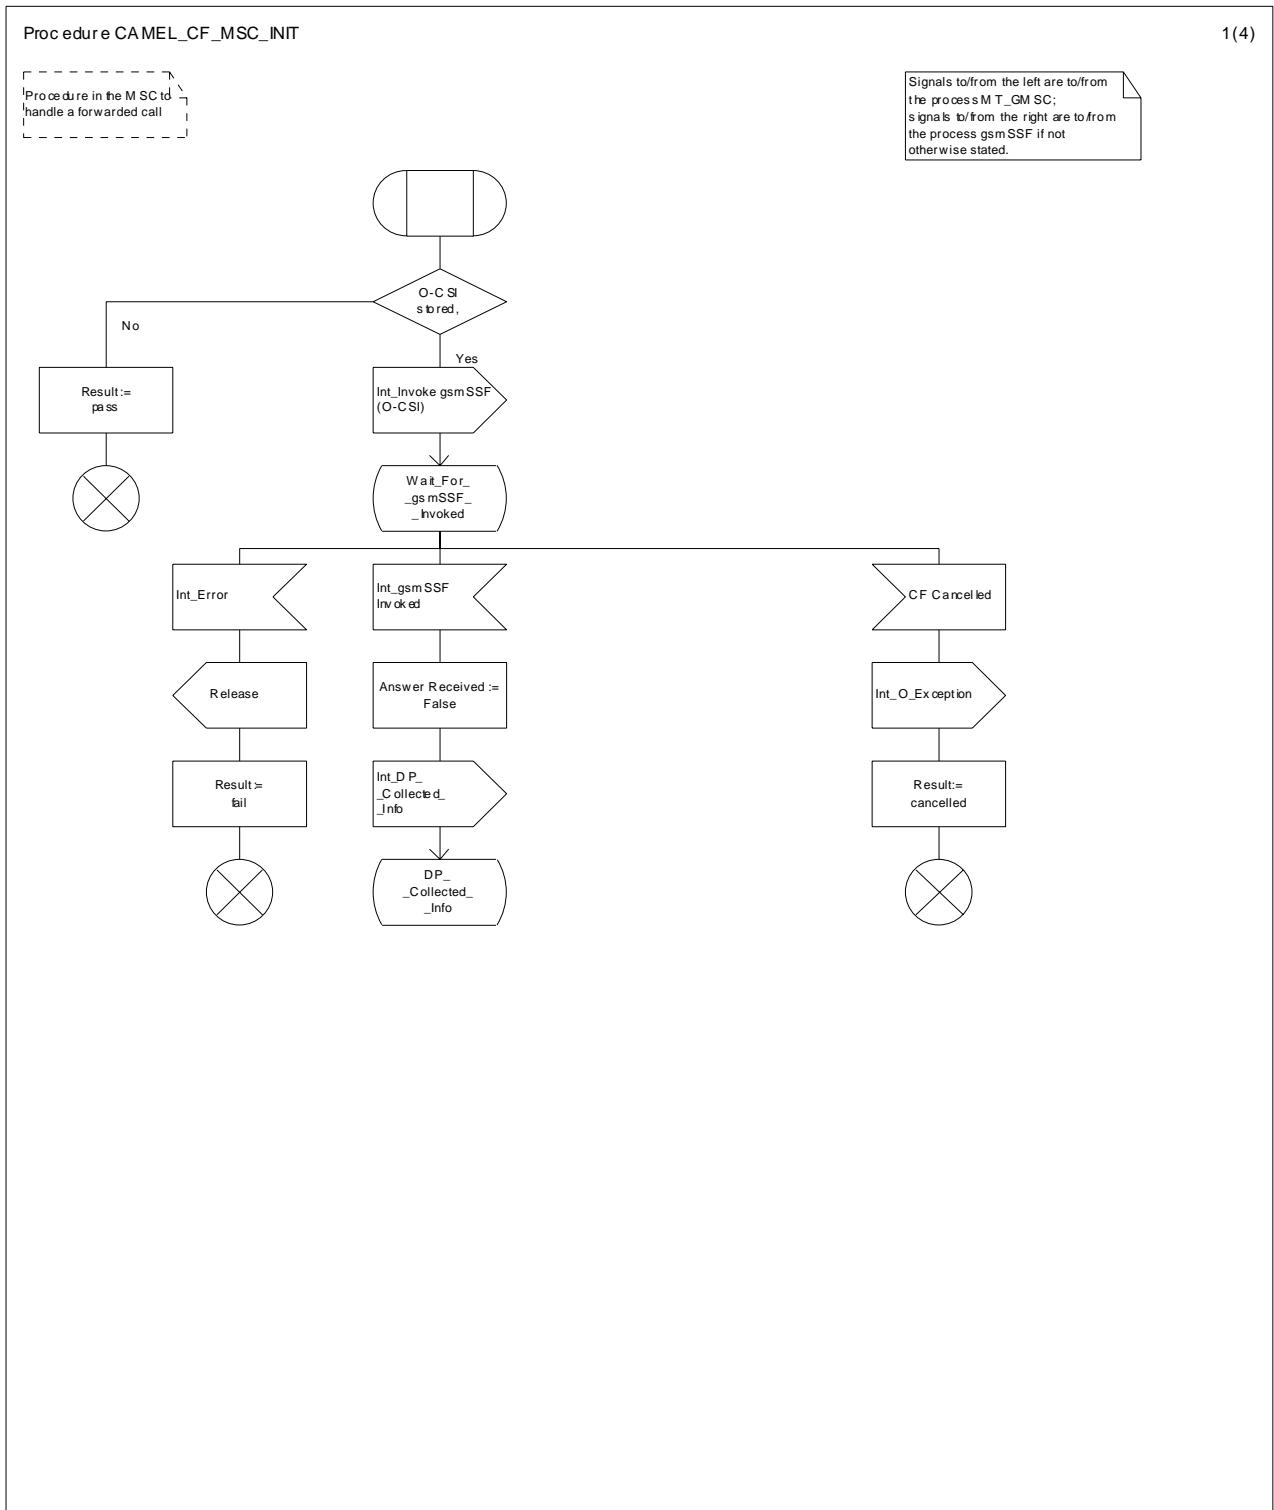 Procedure CAMEL_CF_MSC_INIT
1(4)
Procedure in the MSC to
handle a forwarded call
Signals to/from the left are to/from
the process MT_GMSC;
signals to/from the right are to/from
the process gsmSSF if not
otherwise stated.
O-CSI
stored,
No
Yes
Result:=
pass
Int_Invoke gsmSSF
(O-CSI)
Wait_For_
_gsmSSF_
_Invoked
Int_Error
Int_gsmSSF
Invoked
CF Cancelled
Release
Answer Received :=
False
Int_O_Exception
Result:=
fail
Int_DP_
_Collected_
_Info
Result:=
cancelled
DP_
_Collected_
_Info